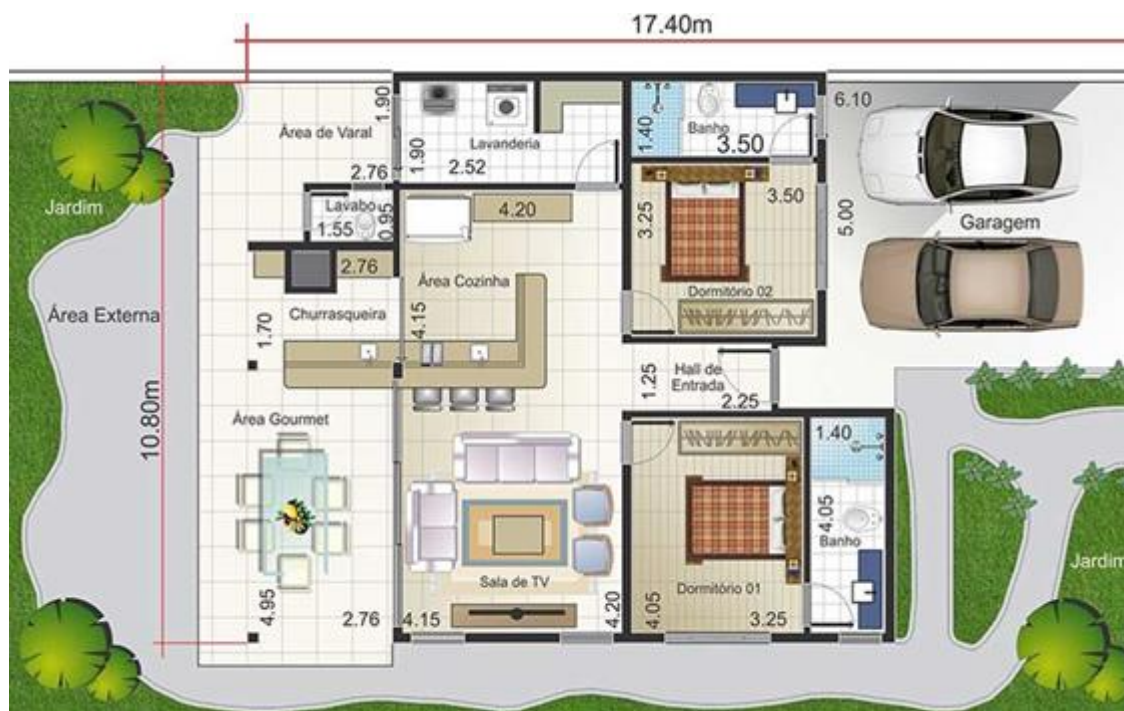 17.40m
1.90
Área de Varal
2.76
1.90
Lavanderia
2.52
1.40
Banho
3.50
6.10
Jardim
Lavabo
1.55
0.95
4.20
3.25
3.50
5.00
Garagem
2.76
Área Cozinha
Dormitório 02
Área Externa
Churrasqueira
1.70
4.15
1.25
Hall de
Entrada
2.25
10.80m
Área Gourmet
1.40
4.05
Banho
Jardim
Sala de TV
Dormitório 01
4.95
2.76
4.15
4.20
4.05
3.25